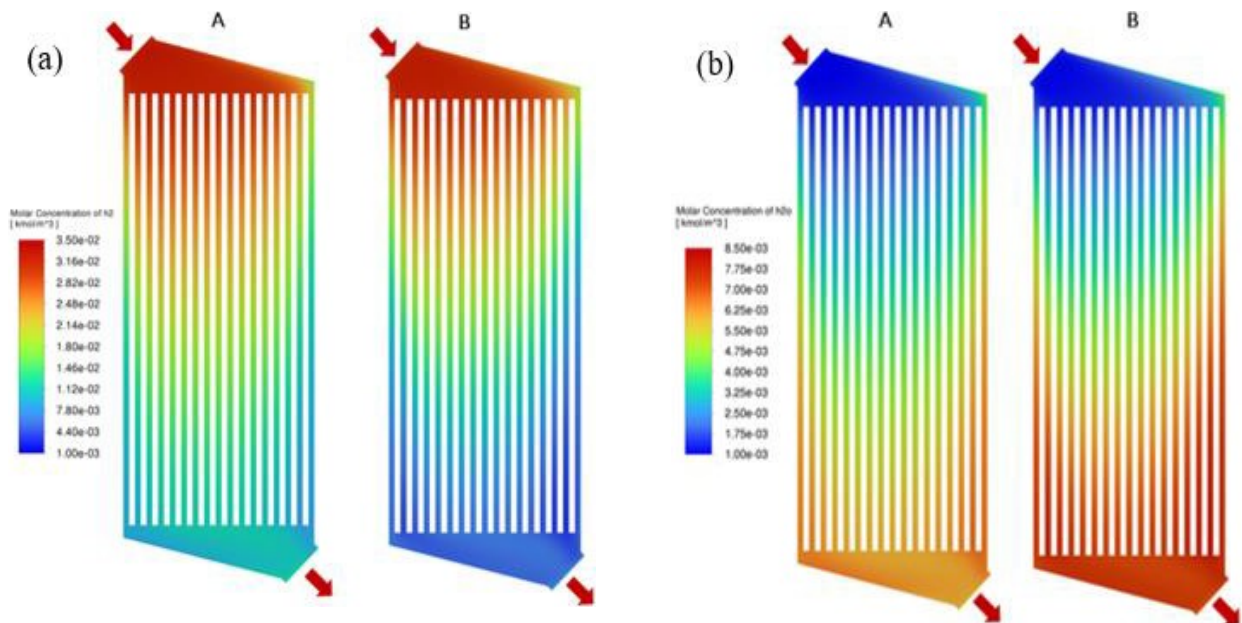 (a)
A
B
Molar Concentration of h2
[ kmol/m^3 ]
3.50e-02
3.16e-02
2.82e-02
2.48e-02
2.14e-02
1.80e-02
1.46e-02
1.12e-02
7.80e-03
4.40e-03
1.00e-03
(b)
A
B
Molar Concentration of h2o
[ kmol/m^3 ]
8.50e-03
7.75e-03
7.00e-03
6.25e-03
5.50e-03
4.75e-03
4.00e-03
3.25e-03
2.50e-03
1.75e-03
1.00e-03